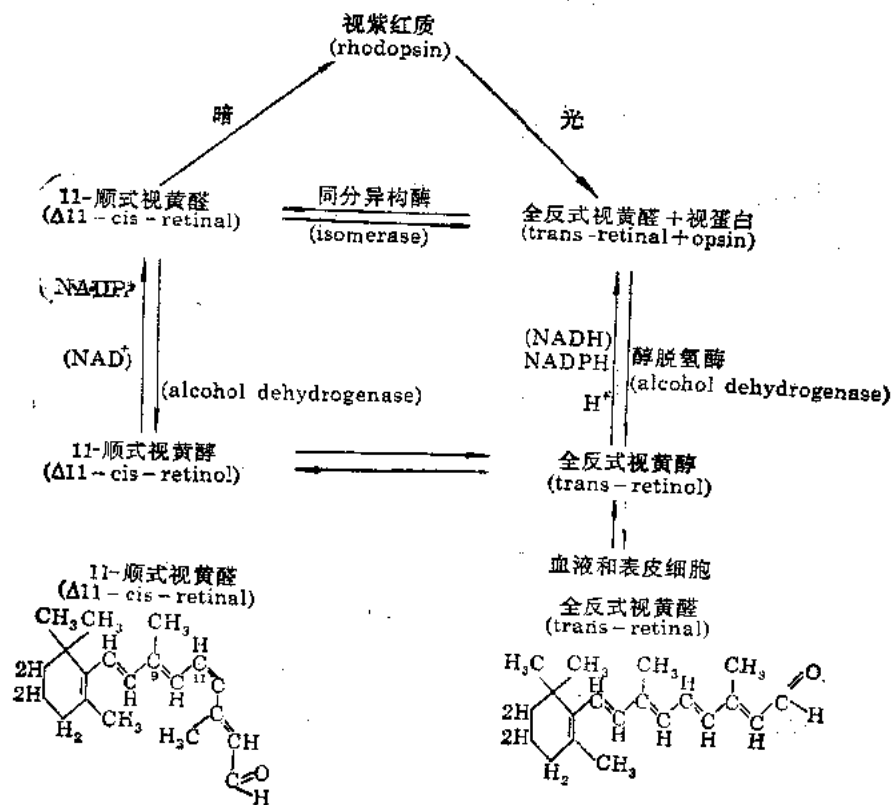 视紫红质
(rhodopsin)
暗
光
11-顺式视黄醛
(Δ11-cis-retinal)
同分异构酶
(isomerase)
全反式视黄醛+视蛋白
(trans-retinal+opsin)
(NAD⁺)
(alcohol dehydrogenase)
(NADH)
NADPH
H⁺
醇脱氢酶
(alcohol dehydrogenase)
11-顺式视黄醇
(Δ11-cis-retinol)
全反式视黄醇
(trans-retinol)
血液和表皮细胞
11-顺式视黄醛
(Δ11-cis-retinal)
CH₃ CH₃ CH₃ H
H C C
2H C 9 C 11
2H C C
H H
CH₃ H₃C C CH
H₂
C O
H
全反式视黄醛
(trans-retinal)
H₃C CH₃ CH₃ CH₃ O
H H C
2H C C C C C H
2H C C C C
H H H H
CH₃
H₂